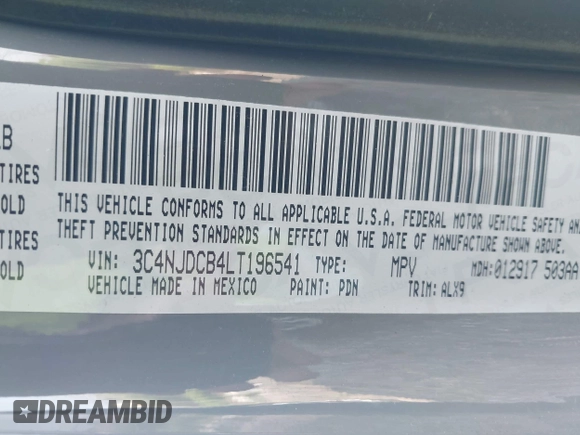 LB
TIRES
OLD
TIRES
OLD
THIS VEHICLE CONFORMS TO ALL APPLICABLE U.S.A. FEDERAL MOTOR VEHICLE SAFETY AN
THEFT PREVENTION STANDARDS IN EFFECT ON THE DATE OF MANUFACTURE SHOWN ABOVE.
VIN: 3C4NJDCB4LT196541 TYPE: MPV MDH:012917 503AA
VEHICLE MADE IN MEXICO PAINT: PDN TRIM: ALX9
DREAMBID